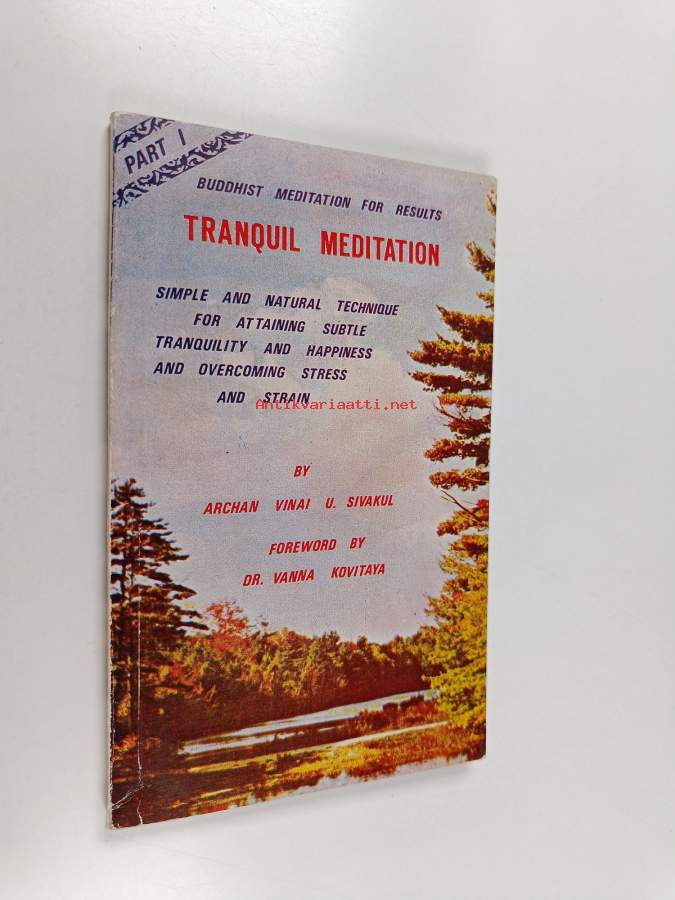 PART I
BUDDHIST MEDITATION FOR RESULTS
TRANQUIL MEDITATION
SIMPLE AND NATURAL TECHNIQUE
FOR ATTAINING SUBTLE
TRANQUILITY AND HAPPINESS
AND OVERCOMING STRESS
AND STRAIN
Antikvariaatti.net
BY
ARCHAN VINAI U. SIVAKUL
FOREWORD BY
DR. VANNA KOVITAYA